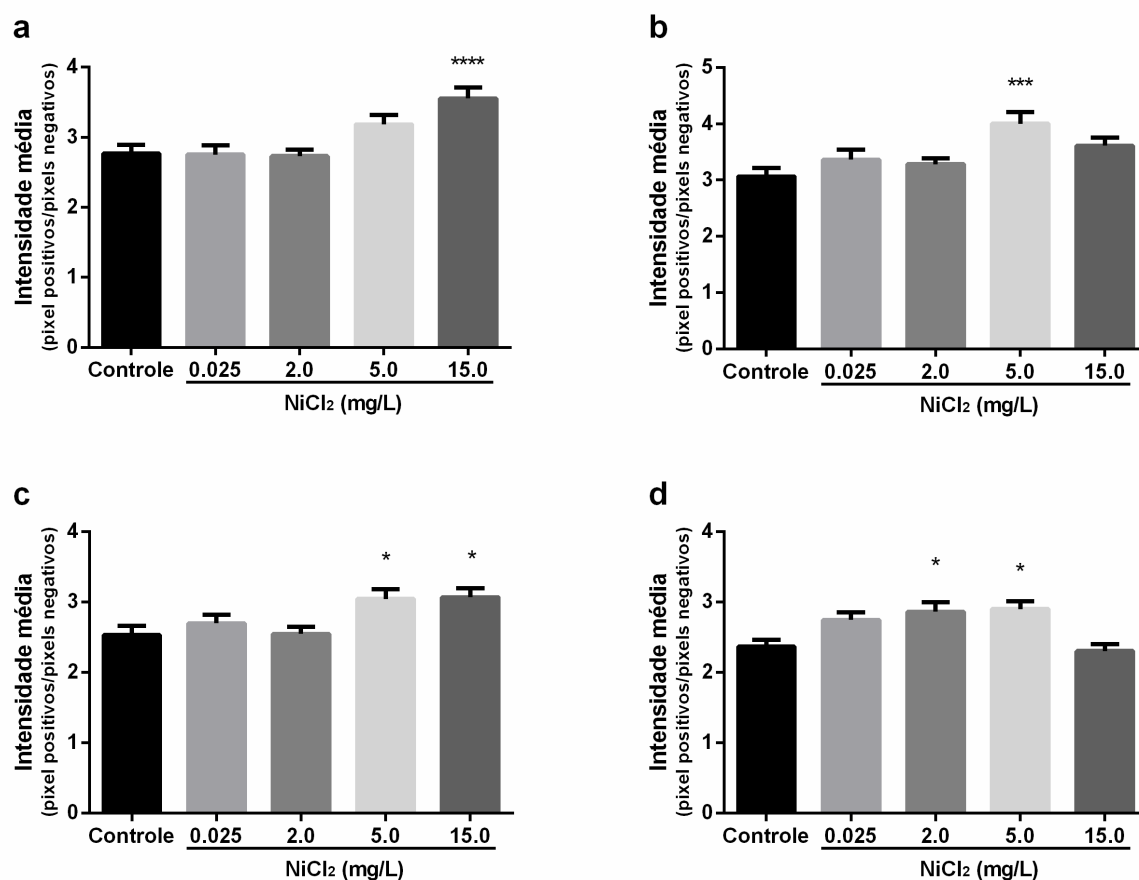 a
Intensidade média
(pixel positivos/pixels negativos)
4
3
2
1
0
****
Controle 0.025 2.0 5.0 15.0
NiCl₂ (mg/L)
b
Intensidade média
(pixel positivos/pixels negativos)
5
4
3
2
1
0
***
Controle 0.025 2.0 5.0 15.0
NiCl₂ (mg/L)
c
Intensidade média
(pixel positivos/pixels negativos)
4
3
2
1
0
* *
Controle 0.025 2.0 5.0 15.0
NiCl₂ (mg/L)
d
Intensidade média
(pixel positivos/pixels negativos)
4
3
2
1
0
* *
Controle 0.025 2.0 5.0 15.0
NiCl₂ (mg/L)